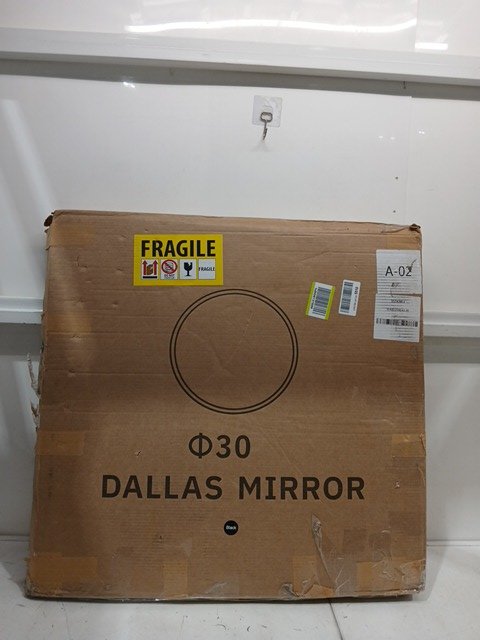 FRAGILE
FRAGILE
A-02
Φ30
DALLAS MIRROR
Black